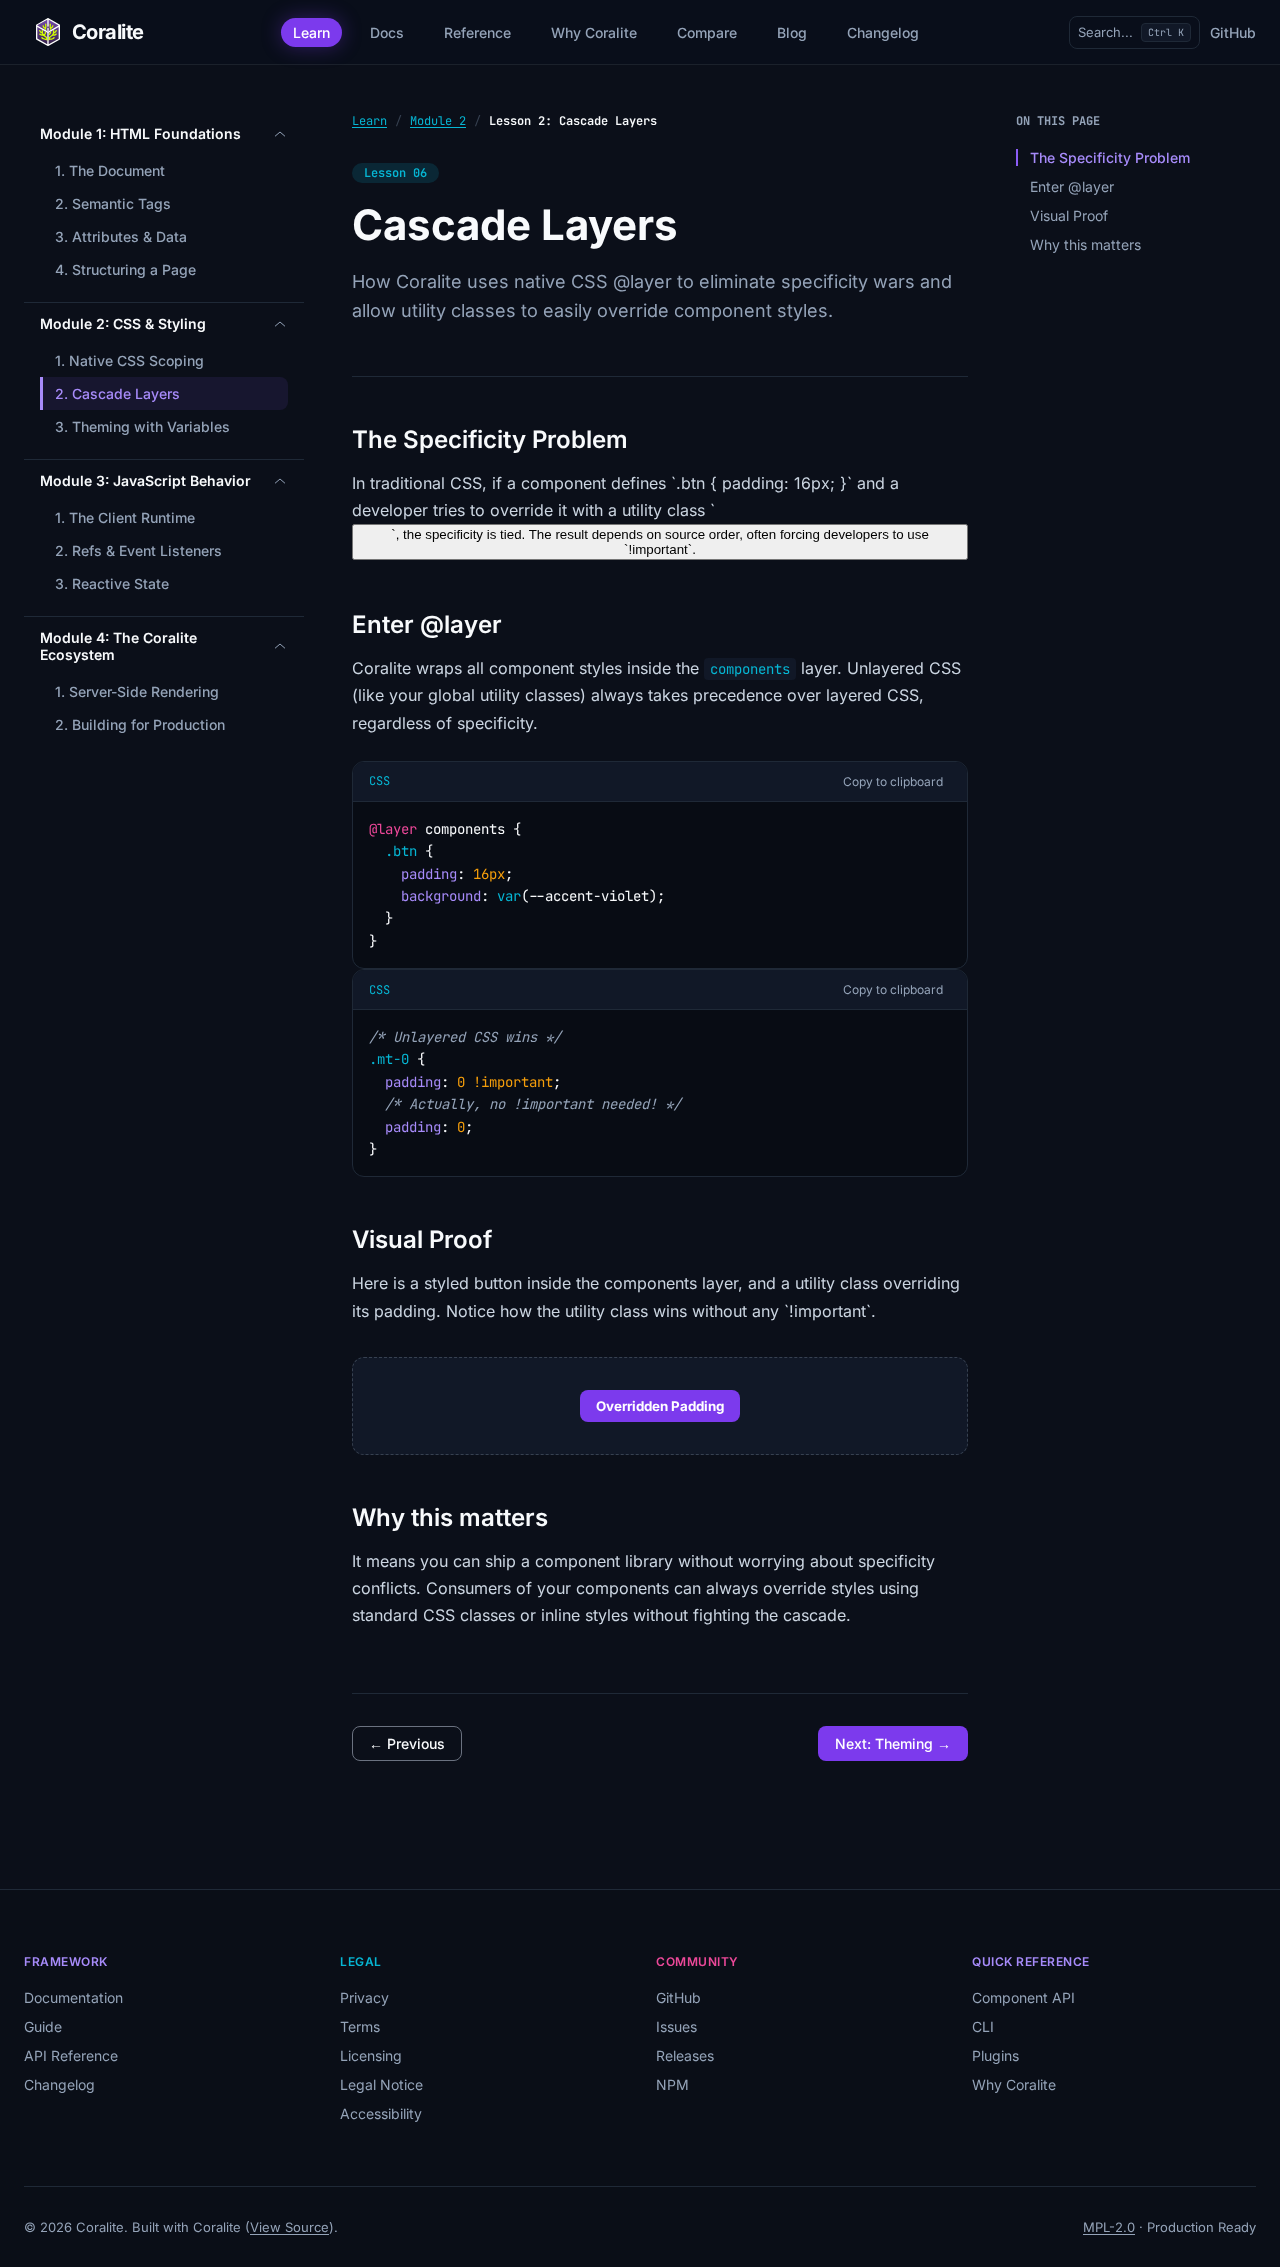 Coralite
Learn
Docs
Reference
Why Coralite
Compare
Blog
Changelog
Search...
Ctrl K
GitHub
Module 1: HTML Foundations
1. The Document
2. Semantic Tags
3. Attributes & Data
4. Structuring a Page
Module 2: CSS & Styling
1. Native CSS Scoping
2. Cascade Layers
3. Theming with Variables
Module 3: JavaScript Behavior
1. The Client Runtime
2. Refs & Event Listeners
3. Reactive State
Module 4: The Coralite
Ecosystem
1. Server-Side Rendering
2. Building for Production
Learn / Module 2 / Lesson 2: Cascade Layers
Lesson 06
Cascade Layers
How Coralite uses native CSS @layer to eliminate specificity wars and
allow utility classes to easily override component styles.
The Specificity Problem
In traditional CSS, if a component defines `.btn { padding: 16px; }` and a
developer tries to override it with a utility class `
`, the specificity is tied. The result depends on source order, often forcing developers to use
`!important`.
Enter @layer
Coralite wraps all component styles inside the components layer. Unlayered CSS
(like your global utility classes) always takes precedence over layered CSS,
regardless of specificity.
CSS
Copy to clipboard
@layer components {
.btn {
padding: 16px;
background: var(--accent-violet);
}
}
CSS
Copy to clipboard
/* Unlayered CSS wins */
.mt-0 {
padding: 0 !important;
/* Actually, no !important needed! */
padding: 0;
}
Visual Proof
Here is a styled button inside the components layer, and a utility class overriding
its padding. Notice how the utility class wins without any `!important`.
Overridden Padding
Why this matters
It means you can ship a component library without worrying about specificity
conflicts. Consumers of your components can always override styles using
standard CSS classes or inline styles without fighting the cascade.
← Previous
Next: Theming →
ON THIS PAGE
The Specificity Problem
Enter @layer
Visual Proof
Why this matters
FRAMEWORK
Documentation
Guide
API Reference
Changelog
LEGAL
Privacy
Terms
Licensing
Legal Notice
Accessibility
COMMUNITY
GitHub
Issues
Releases
NPM
QUICK REFERENCE
Component API
CLI
Plugins
Why Coralite
© 2026 Coralite. Built with Coralite (View Source).
MPL-2.0 · Production Ready